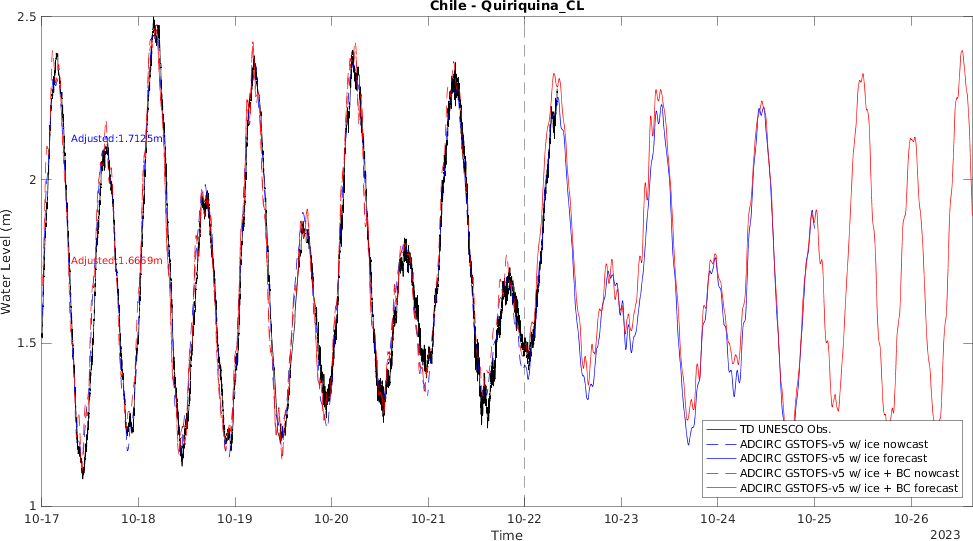 Chile - Quiriquina_CL
2.5
2
1.5
1
Water Level (m)
Adjusted:1.7125m
Adjusted:1.6669m
TD UNESCO Obs.
ADCIRC GSTOFS-v5 w/ ice nowcast
ADCIRC GSTOFS-v5 w/ ice forecast
ADCIRC GSTOFS-v5 w/ ice + BC nowcast
ADCIRC GSTOFS-v5 w/ ice + BC forecast
10-17 10-18 10-19 10-20 10-21 10-22 10-23 10-24 10-25 10-26
Time
2023